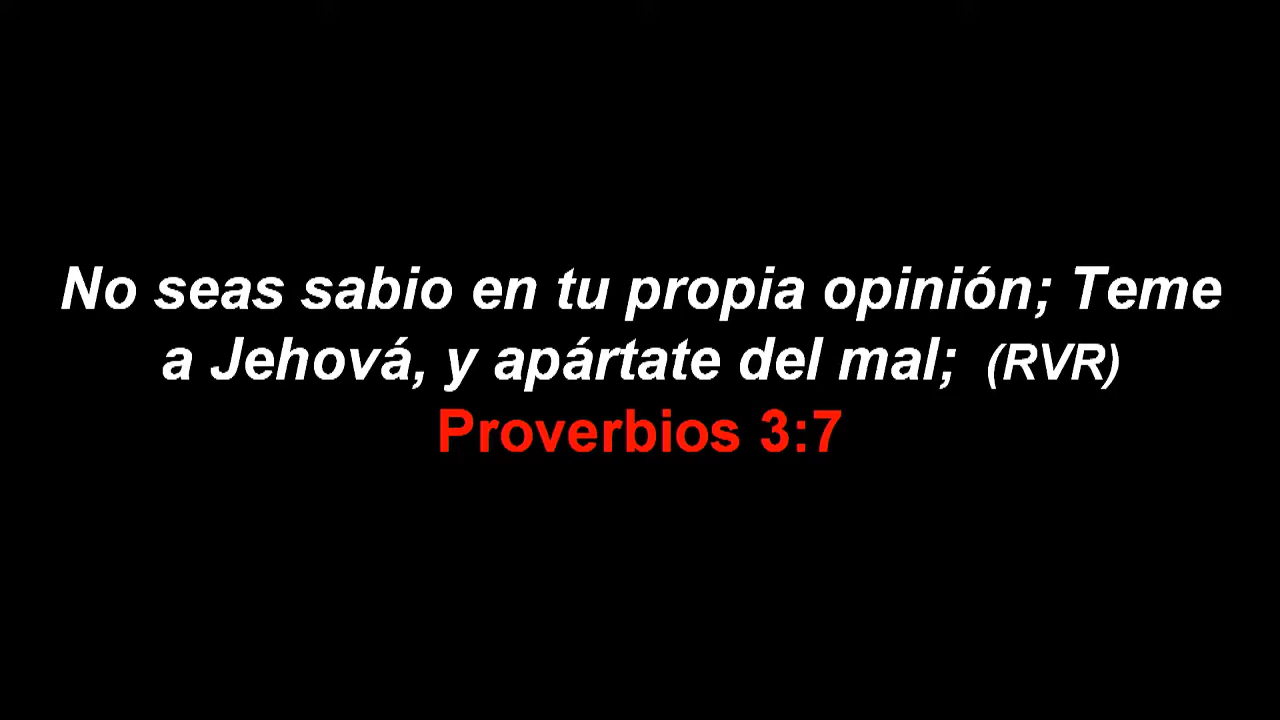 No seas sabio en tu propia opinión; Teme
a Jehová, y apártate del mal; (RVR)
Proverbios 3:7